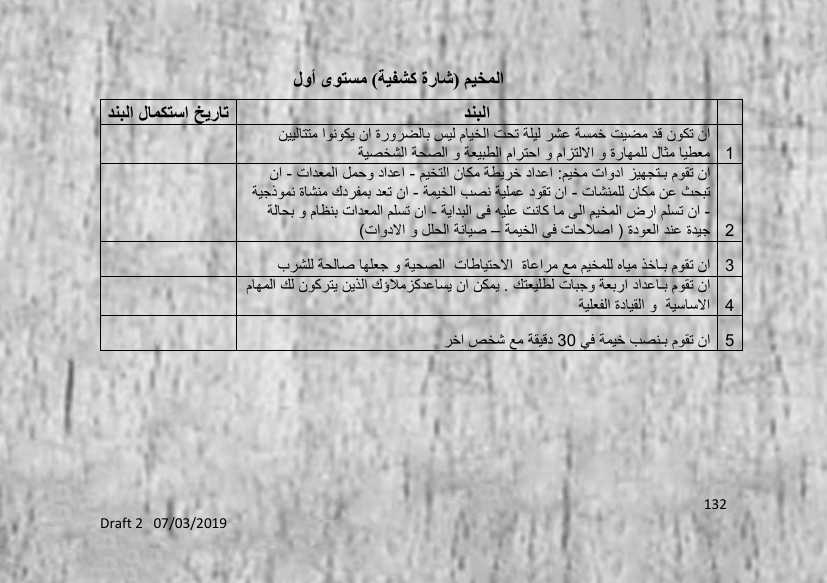 المخيم (شارة كشفية) مستوى أول
البند	تاريخ استكمال البند
ان تكون قد مضيت خمسة عشر ليلة تحت الخيام ليس بالضرورة ان يكونوا متتاليين
1 معطيا مثال للمهارة و الالتزام و احترام الطبيعة و الصحة الشخصية
ان تقوم بـتجهيز ادوات مخيم: اعداد خريطة مكان التخيم - اعداد وحمل المعدات - ان
تبحث عن مكان للمنشات - ان تقود عملية نصب الخيمة - ان تعد بمفردك منشاة نموذجية
- ان تسلم ارض المخيم الى ما كانت عليه فى البداية - ان تسلم المعدات بنظام و بحالة
2 جيدة عند العودة ( اصلاحات فى الخيمة – صيانة الحلل و الادوات)
3 ان تقوم بـاخذ مياه للمخيم مع مراعاة الاحتياطات الصحية و جعلها صالحة للشرب
ان تقوم بـاعداد اربعة وجبات لطليعتك . يمكن ان يساعدكزملاؤك الذين يتركون لك المهام
4 الاساسية و القيادة الفعلية
5 ان تقوم بـنصب خيمة في 30 دقيقة مع شخص اخر
132
Draft 2 07/03/2019